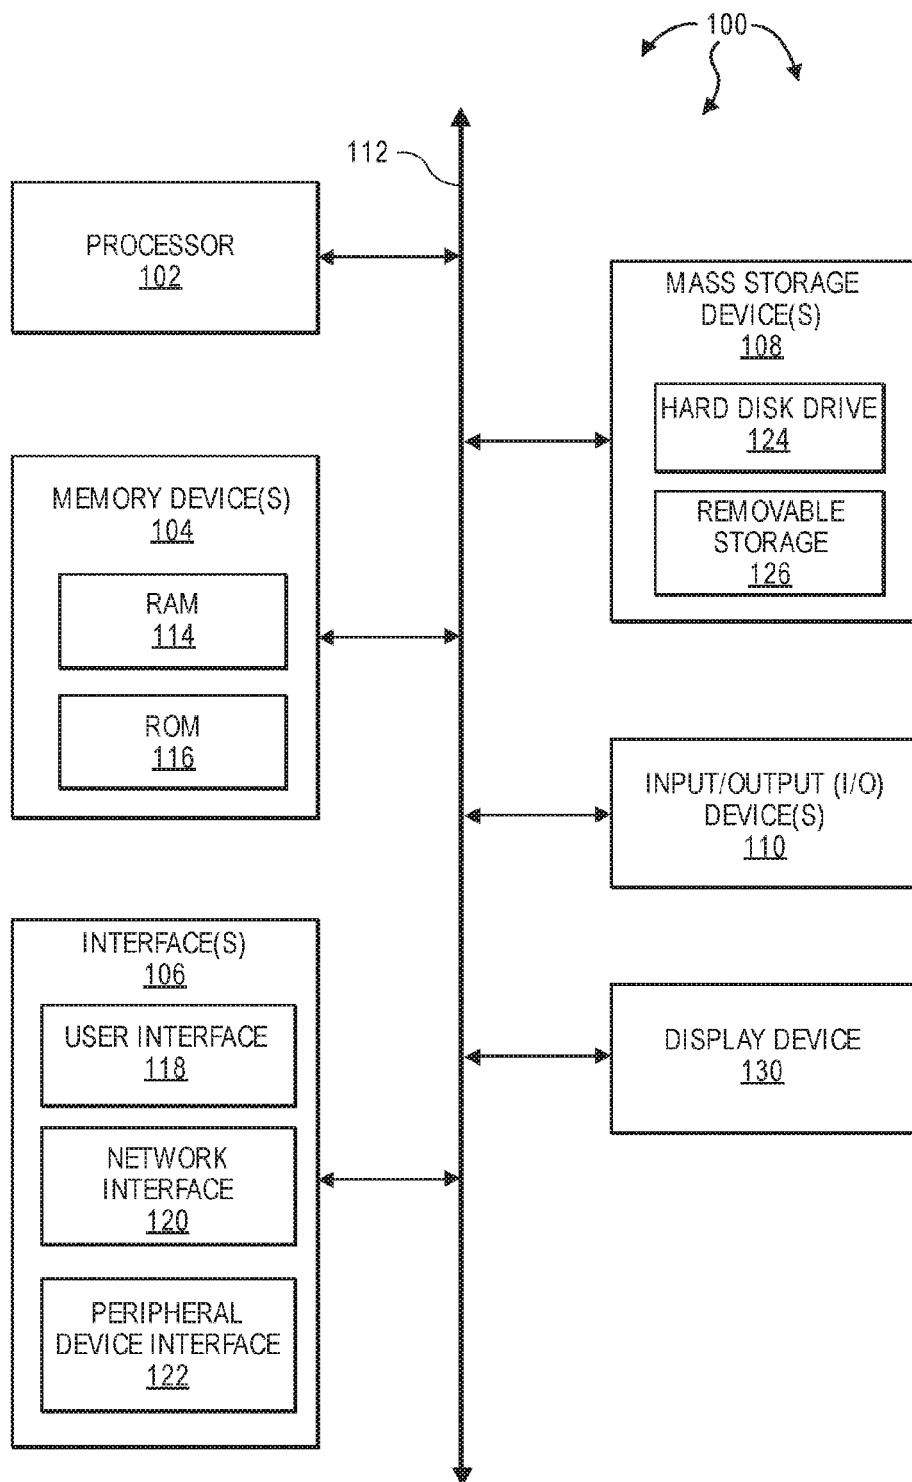 100
112
PROCESSOR
102
MEMORY DEVICE(S)
104
RAM
114
ROM
116
INTERFACE(S)
106
USER INTERFACE
118
NETWORK
INTERFACE
120
PERIPHERAL
DEVICE INTERFACE
122
MASS STORAGE
DEVICE(S)
108
HARD DISK DRIVE
124
REMOVABLE
STORAGE
126
INPUT/OUTPUT (I/O)
DEVICE(S)
110
DISPLAY DEVICE
130